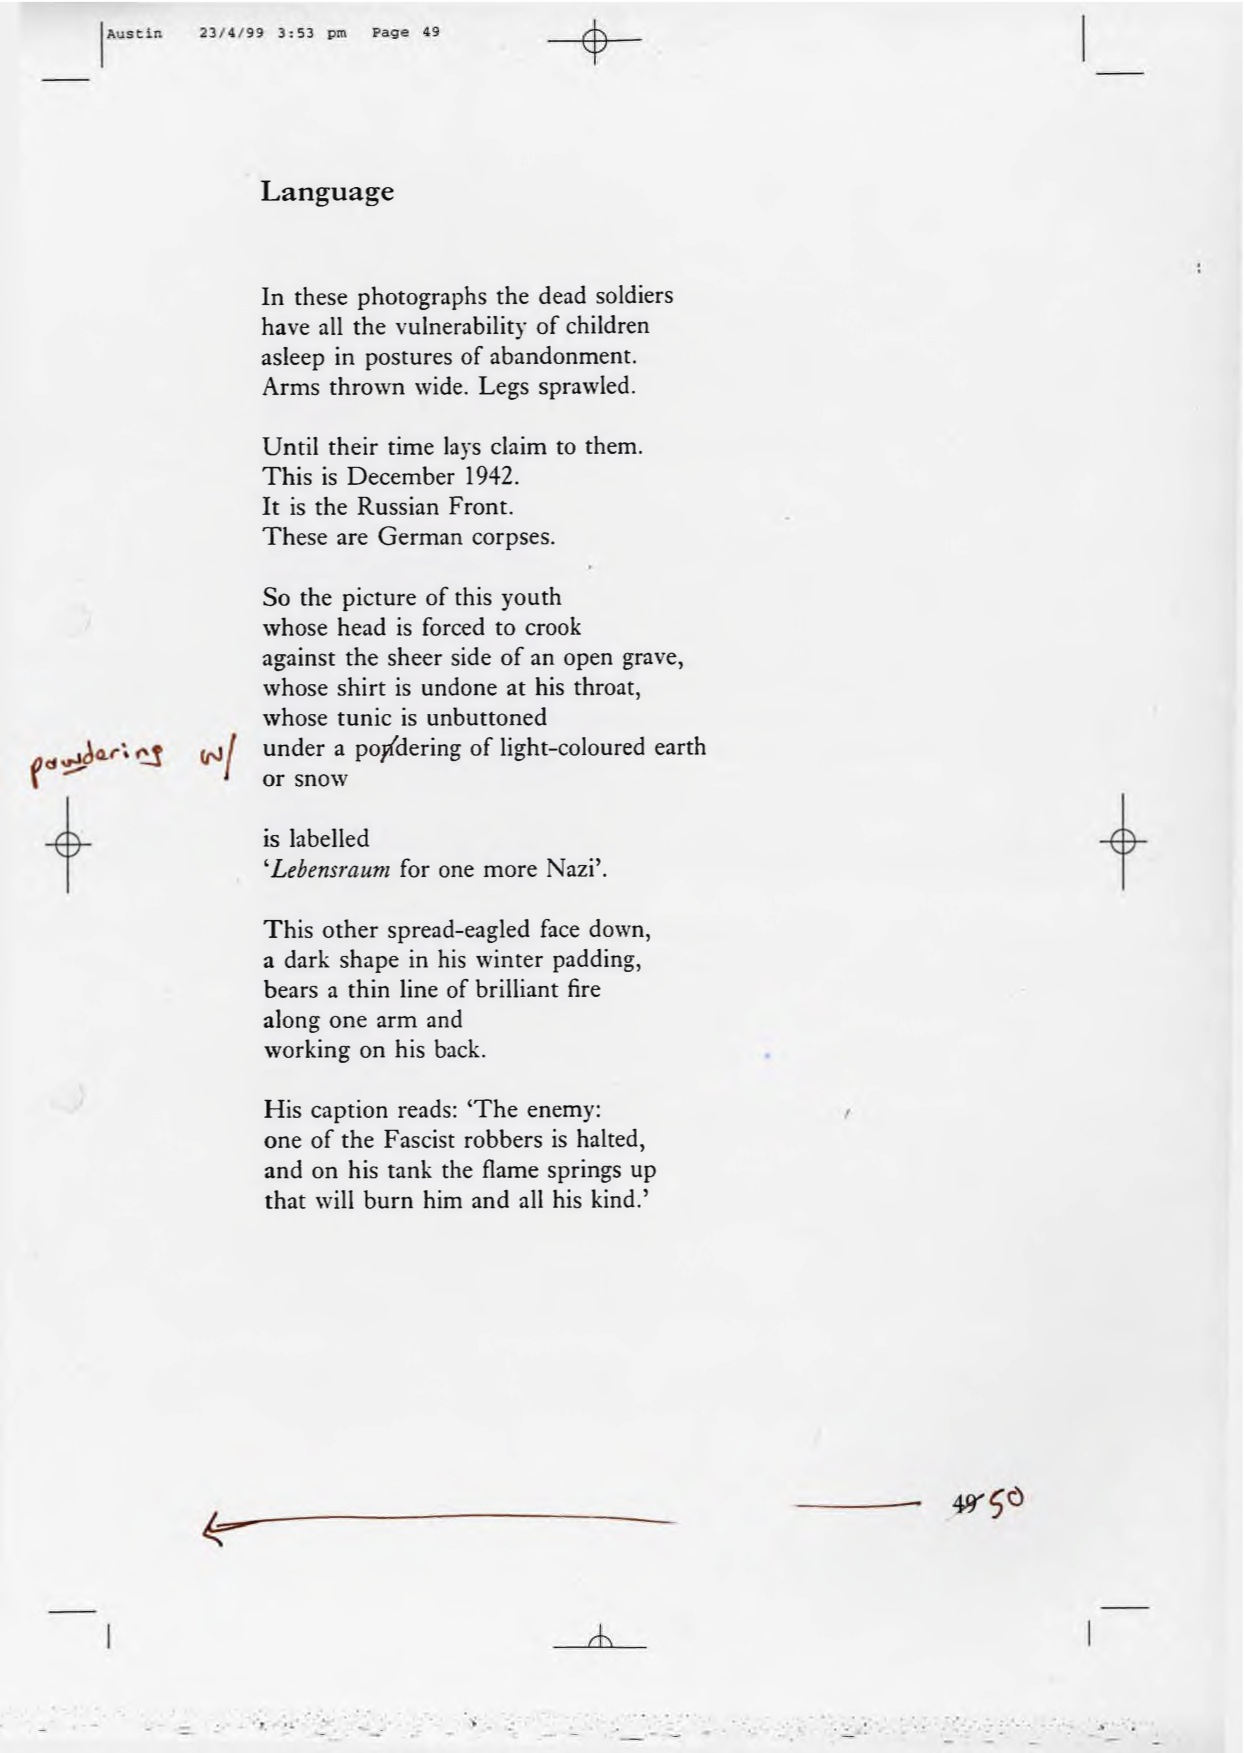 Austin 23/4/99 3:53 pm Page 49
Language
In these photographs the dead soldiers
have all the vulnerability of children
asleep in postures of abandonment.
Arms thrown wide. Legs sprawled.
Until their time lays claim to them.
This is December 1942.
It is the Russian Front.
These are German corpses.
So the picture of this youth
whose head is forced to crook
against the sheer side of an open grave,
whose shirt is undone at his throat,
whose tunic is unbuttoned
powdering w/ under a pondering of light-coloured earth
or snow
is labelled
‘Lebensraum for one more Nazi’.
This other spread-eagled face down,
a dark shape in his winter padding,
bears a thin line of brilliant fire
along one arm and
working on his back.
His caption reads: ‘The enemy:
one of the Fascist robbers is halted,
and on his tank the flame springs up
that will burn him and all his kind.’
49 50